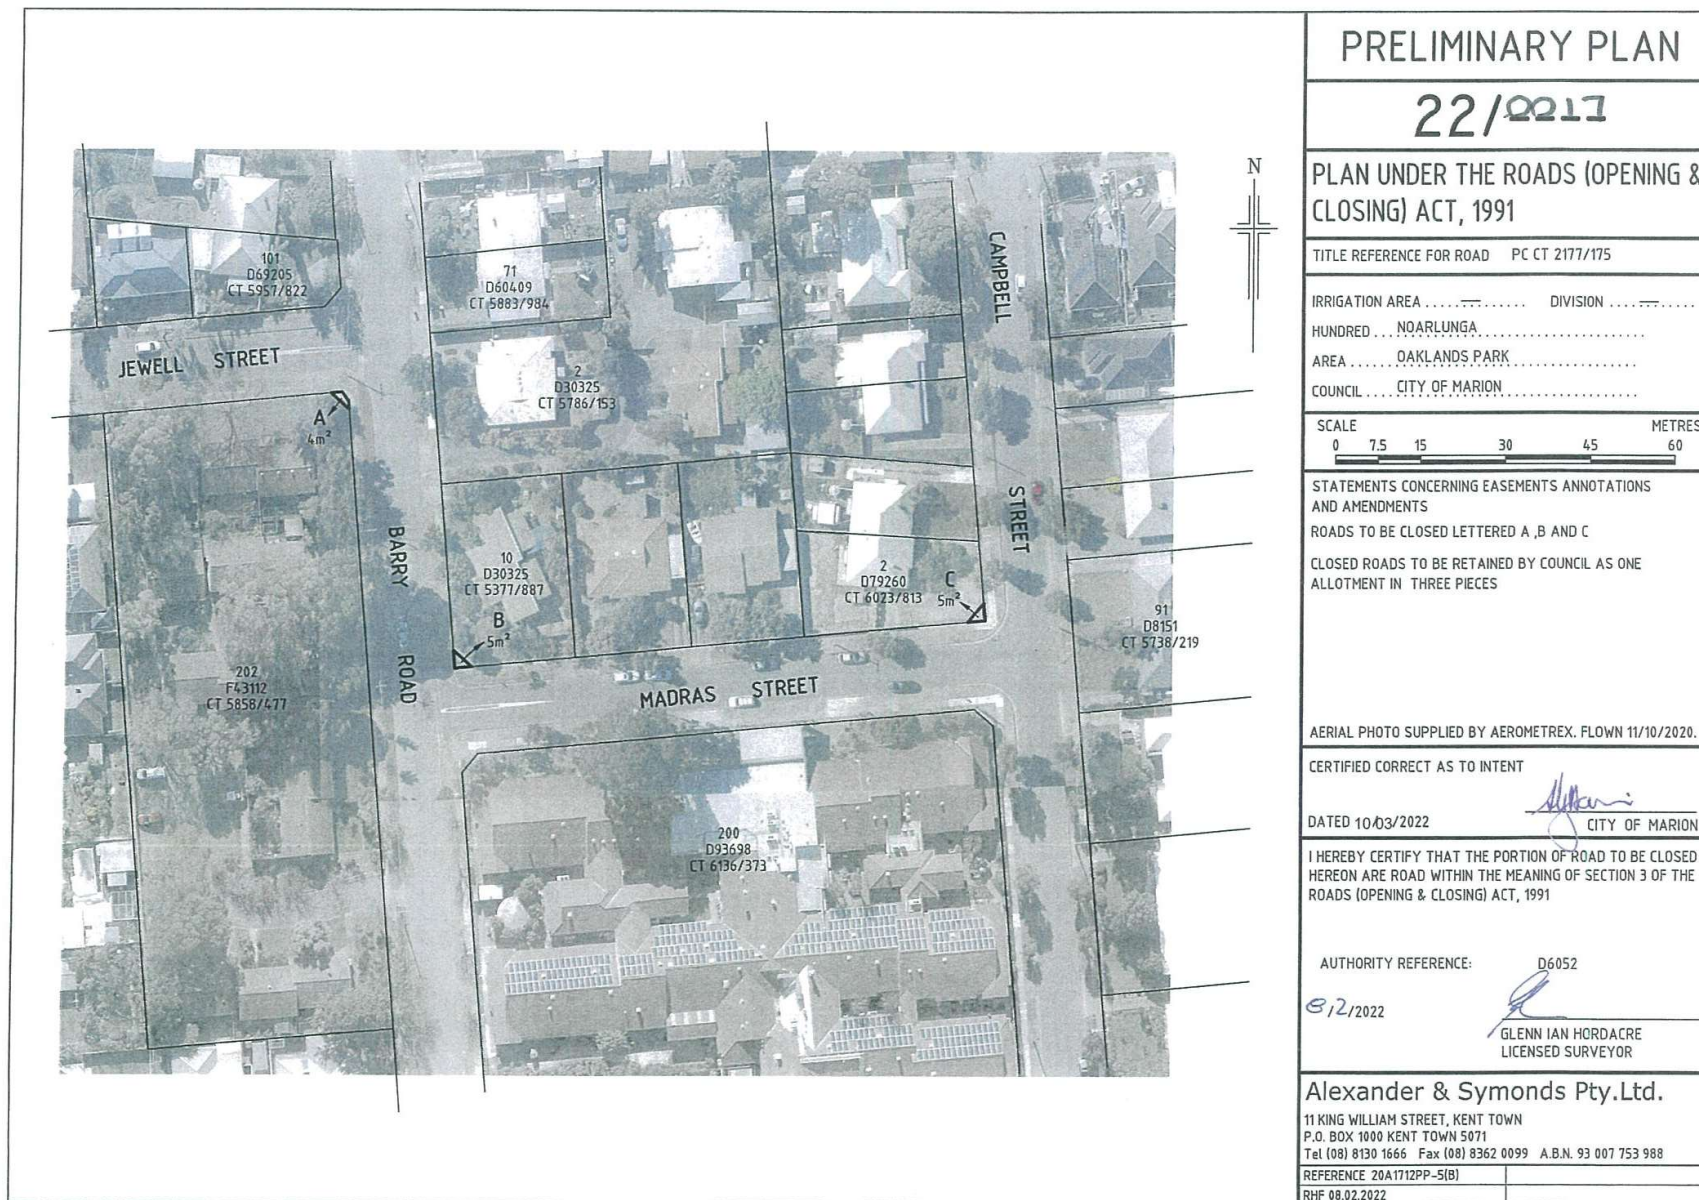 PRELIMINARY PLAN
22/0017
PLAN UNDER THE ROADS (OPENING &
CLOSING) ACT, 1991
TITLE REFERENCE FOR ROAD PC CT 2177/175
IRRIGATION AREA ....—........ DIVISION ....—.....
HUNDRED ... NOARLUNGA
AREA ........ OAKLANDS PARK
COUNCIL ..... CITY OF MARION
SCALE METRES
0 7.5 15 30 45 60
STATEMENTS CONCERNING EASEMENTS ANNOTATIONS
AND AMENDMENTS
ROADS TO BE CLOSED LETTERED A ,B AND C
CLOSED ROADS TO BE RETAINED BY COUNCIL AS ONE
ALLOTMENT IN THREE PIECES
AERIAL PHOTO SUPPLIED BY AEROMETREX. FLOWN 11/10/2020.
CERTIFIED CORRECT AS TO INTENT
DATED 10/03/2022
CITY OF MARION
I HEREBY CERTIFY THAT THE PORTION OF ROAD TO BE CLOSED
HEREON ARE ROAD WITHIN THE MEANING OF SECTION 3 OF THE
ROADS (OPENING & CLOSING) ACT, 1991
AUTHORITY REFERENCE: D6052
8/2/2022
GLENN IAN HORDACRE
LICENSED SURVEYOR
Alexander & Symonds Pty.Ltd.
11 KING WILLIAM STREET, KENT TOWN
P.O. BOX 1000 KENT TOWN 5071
Tel (08) 8130 1666 Fax (08) 8362 0099 A.B.N. 93 007 753 988
REFERENCE 20A1712PP-5(B)
RHF 08.02.2022
N
101
D69205
CT 5957/822
71
D60409
CT 5883/984
CAMPBELL
STREET
JEWELL STREET
A
4m²
2
D30325
CT 5786/153
BARRY
ROAD
10
D30325
CT 5377/887
B
5m²
2
D79260
CT 6023/813
C
5m²
91
D8151
CT 5738/219
202
F43112
CT 5858/477
MADRAS STREET
200
D93698
CT 6136/373